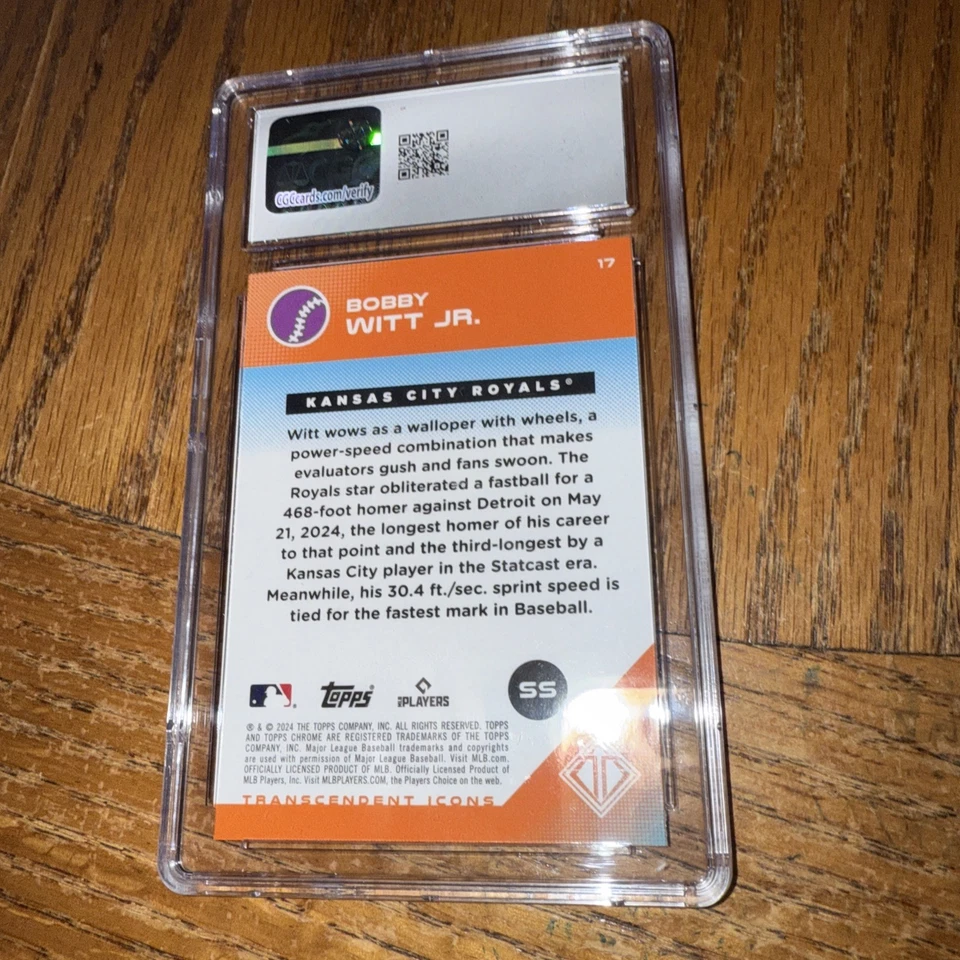 CGCcards.com/verify
17
BOBBY
WITT JR.
KANSAS CITY ROYALS®
Witt wows as a walloper with wheels, a
power-speed combination that makes
evaluators gush and fans swoon. The
Royals star obliterated a fastball for a
468-foot homer against Detroit on May
21, 2024, the longest homer of his career
to that point and the third-longest by a
Kansas City player in the Statcast era.
Meanwhile, his 30.4 ft./sec. sprint speed is
tied for the fastest mark in Baseball.
topps®
MLB PLAYERS
SS
® & © 2024 THE TOPPS COMPANY, INC. ALL RIGHTS RESERVED. TOPPS
AND TOPPS CHROME ARE REGISTERED TRADEMARKS OF THE TOPPS
COMPANY, INC. Major League Baseball trademarks and copyrights
are used with permission of Major League Baseball. Visit MLB.com.
OFFICIALLY LICENSED PRODUCT OF MLB. Officially Licensed Product of
MLB Players, Inc. Visit MLBPLAYERS.COM, the Players Choice on the web.
TRANSCENDENT ICONS